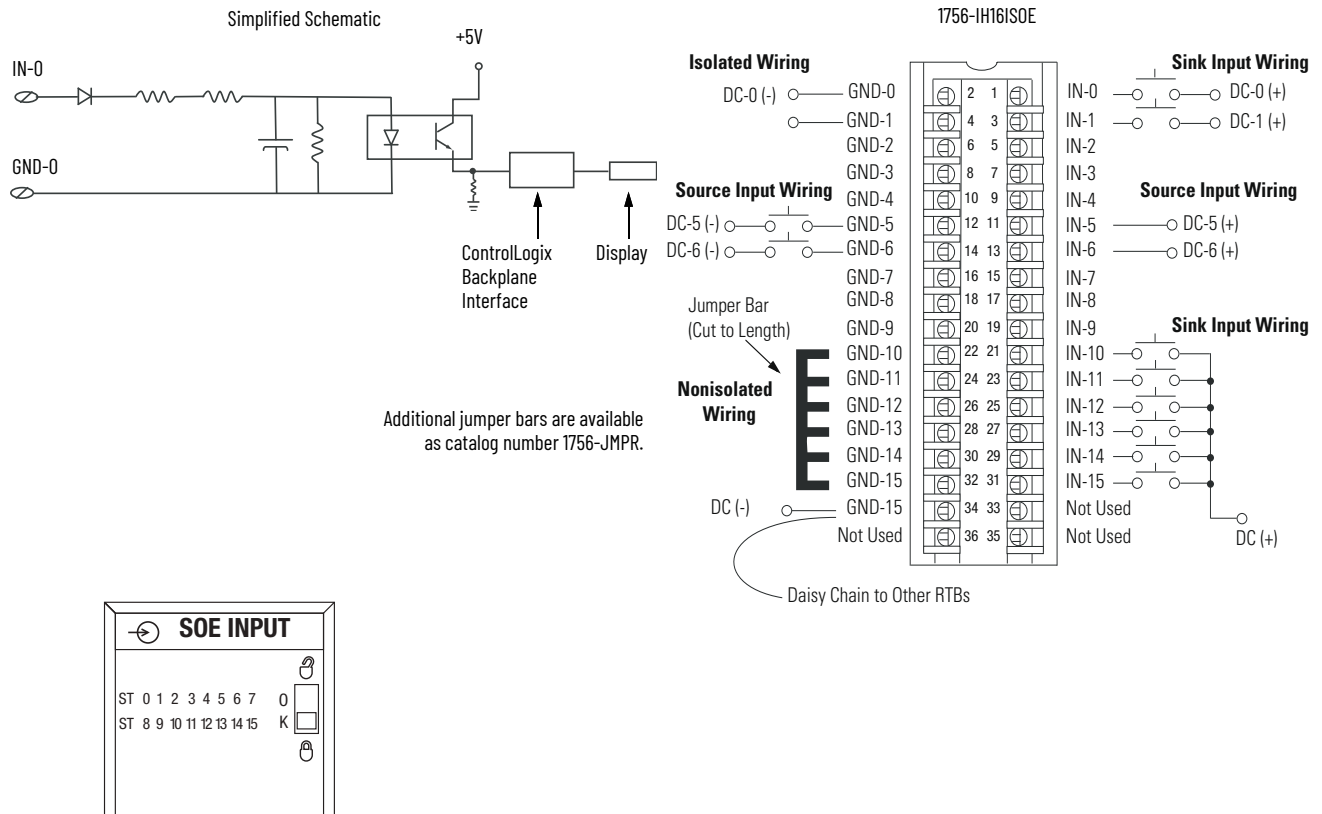 Simplified Schematic
+5V
IN-0
GND-0
ControlLogix
Backplane
Interface
Display
Additional jumper bars are available
as catalog number 1756-JMPR.
1756-IH16ISOE
Isolated Wiring
Sink Input Wiring
DC-0 (-) GND-0 2 1 IN-0 DC-0 (+)
GND-1 4 3 IN-1 DC-1 (+)
GND-2 6 5 IN-2
GND-3 8 7 IN-3
Source Input Wiring
Source Input Wiring
GND-4 10 9 IN-4
DC-5 (-) GND-5 12 11 IN-5 DC-5 (+)
DC-6 (-) GND-6 14 13 IN-6 DC-6 (+)
GND-7 16 15 IN-7
GND-8 18 17 IN-8
Jumper Bar
(Cut to Length)
GND-9 20 19 IN-9
Sink Input Wiring
GND-10 22 21 IN-10
GND-11 24 23 IN-11
Nonisolated
Wiring
GND-12 26 25 IN-12
GND-13 28 27 IN-13
GND-14 30 29 IN-14
GND-15 32 31 IN-15
DC (-) GND-15 34 33 Not Used
Not Used 36 35 Not Used
DC (+)
Daisy Chain to Other RTBs
SOE INPUT
ST 0 1 2 3 4 5 6 7 O
ST 8 9 10 11 12 13 14 15 K